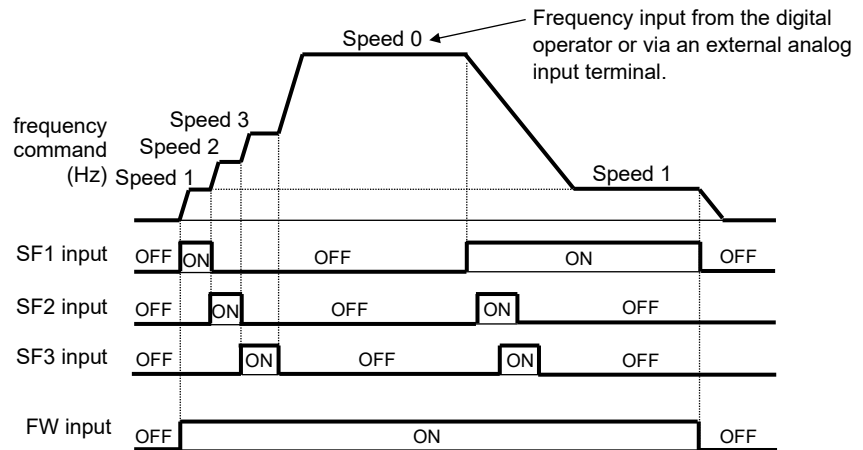 Frequency input from the digital
operator or via an external analog
input terminal.
Speed 0
frequency
command
(Hz)
Speed 3
Speed 2
Speed 1
Speed 1
SF1 input OFF ON OFF ON OFF
SF2 input OFF ON OFF ON OFF
SF3 input OFF ON OFF ON OFF
FW input OFF ON OFF